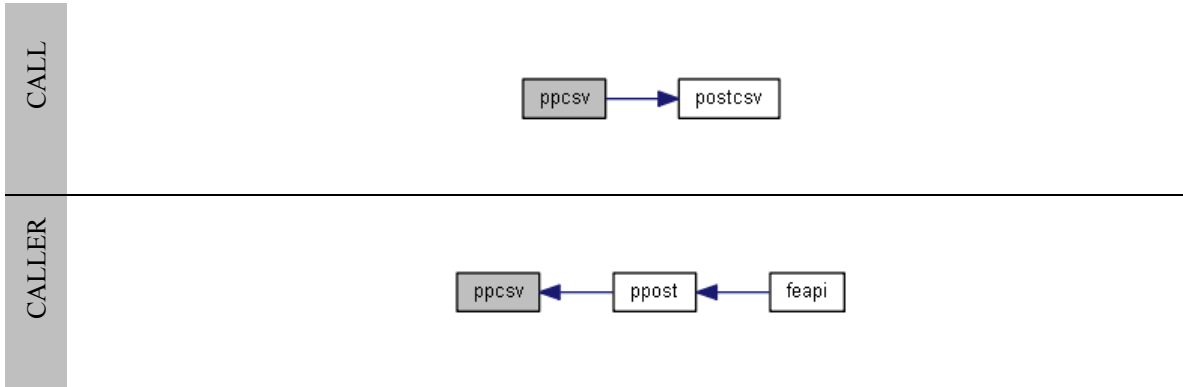 CALL
ppcsv
postcsv
CALLER
ppcsv
ppost
feapi